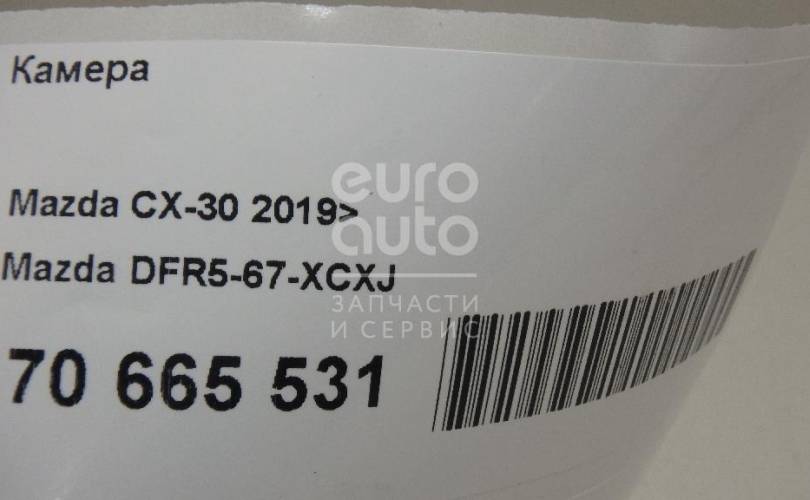 Камера
euro
auto
Mazda CX-30 2019>
Mazda DFR5-67-XCXJ
ЗАПЧАСТИ
И СЕРВИС
70 665 531